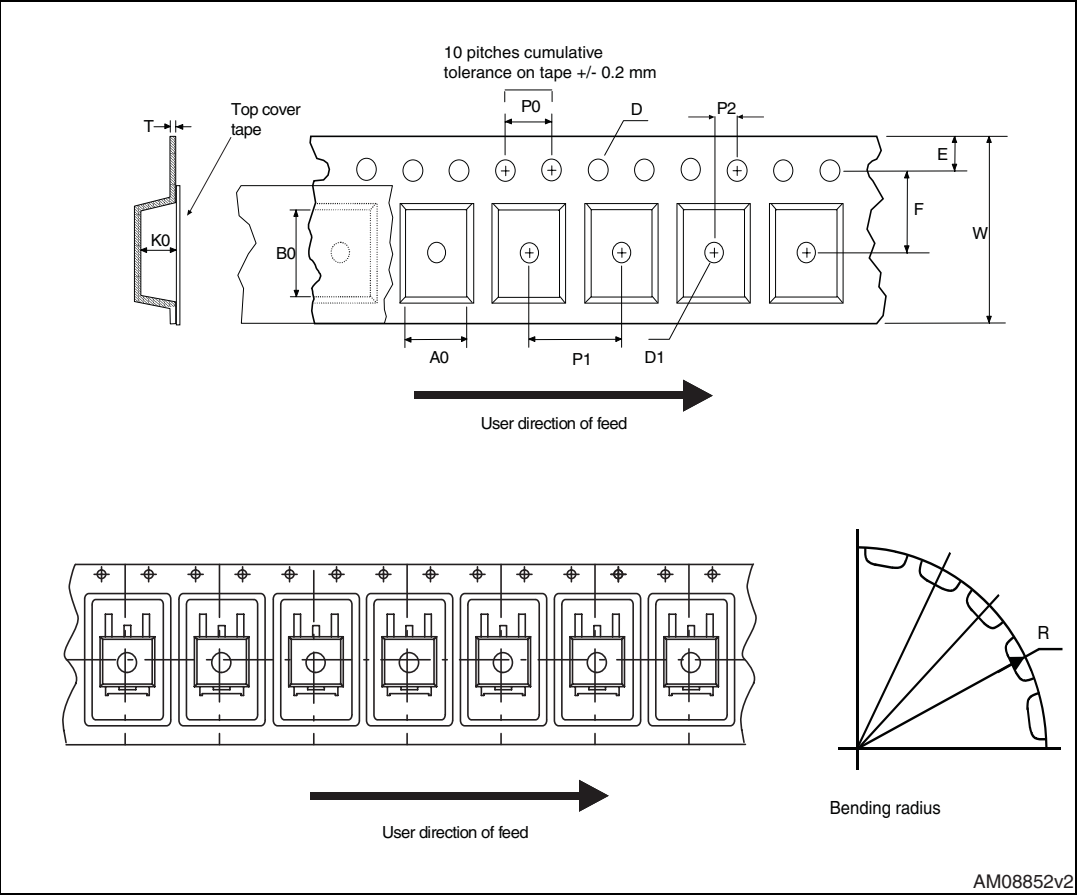 10 pitches cumulative
tolerance on tape +/- 0.2 mm
Top cover
tape
T
P0
D
P2
E
F
W
K0
B0
A0
P1
D1
User direction of feed
R
Bending radius
User direction of feed
AM08852v2